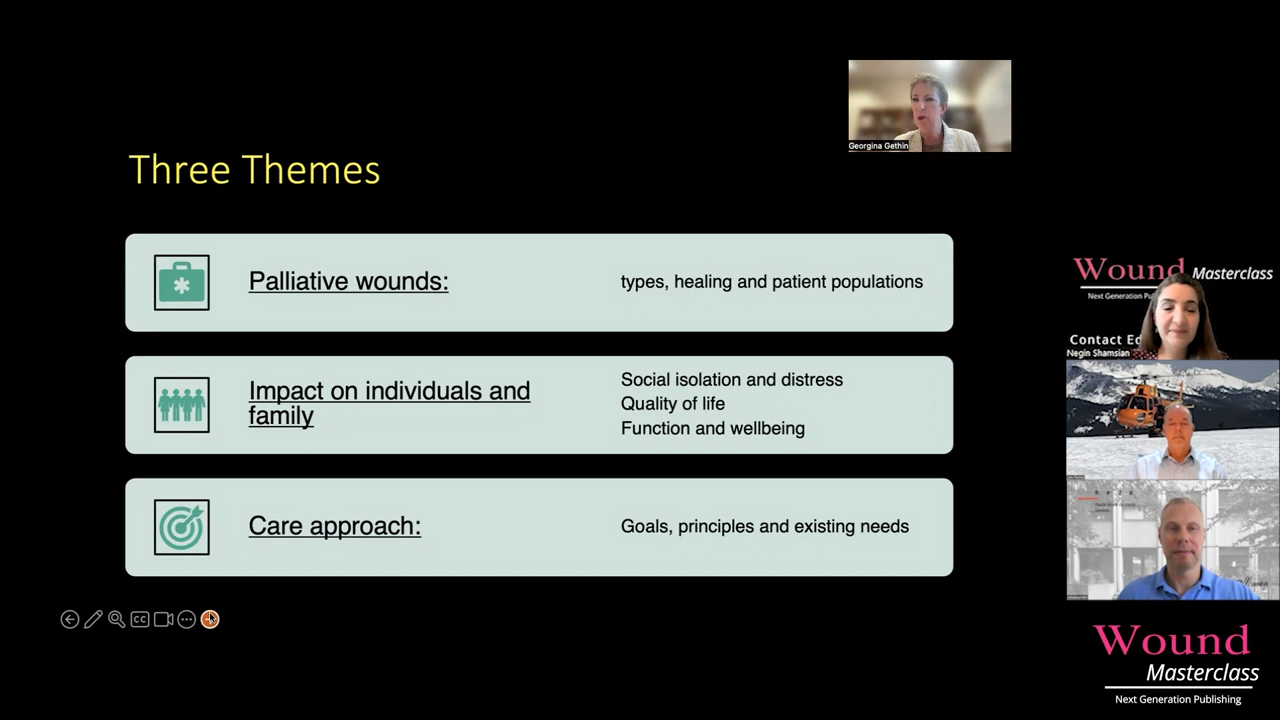 Georgina Gethin
Three Themes
Palliative wounds:
types, healing and patient populations
Impact on individuals and
family
Social isolation and distress
Quality of life
Function and wellbeing
Care approach:
Goals, principles and existing needs
CC
Wound Masterclass
Next Generation
Contact
Negin Shamsian
Wound
Masterclass
Next Generation Publishing